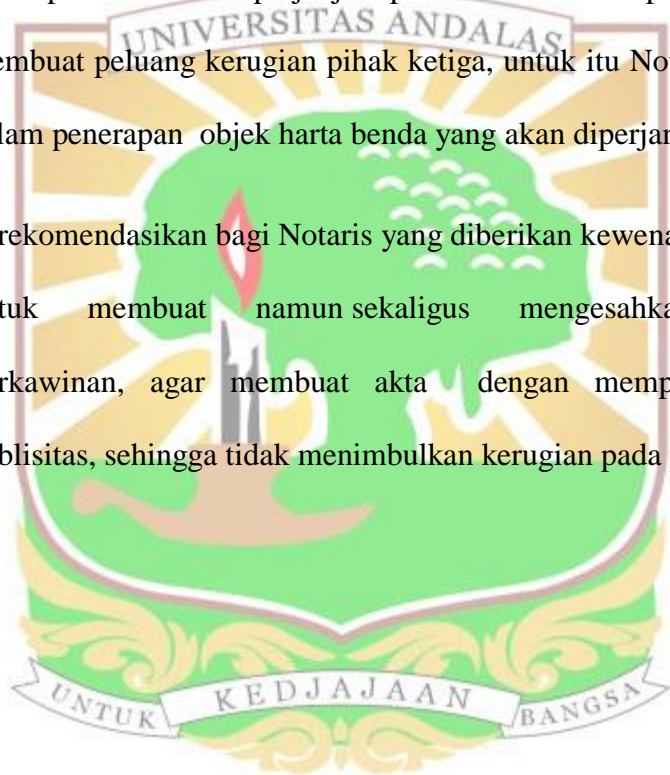 UNIVERSITAS ANDALAS
embuat peluang kerugian pihak ketiga, untuk itu No
lam penerapan objek harta benda yang akan diperjan
rekomendasikan bagi Notaris yang diberikan kewena
tuk membuat namun sekaligus mengesahka
rkawinan, agar membuat akta dengan memp
blisitas, sehingga tidak menimbulkan kerugian pada
UNTUK KEDJAJAAN BANGSA